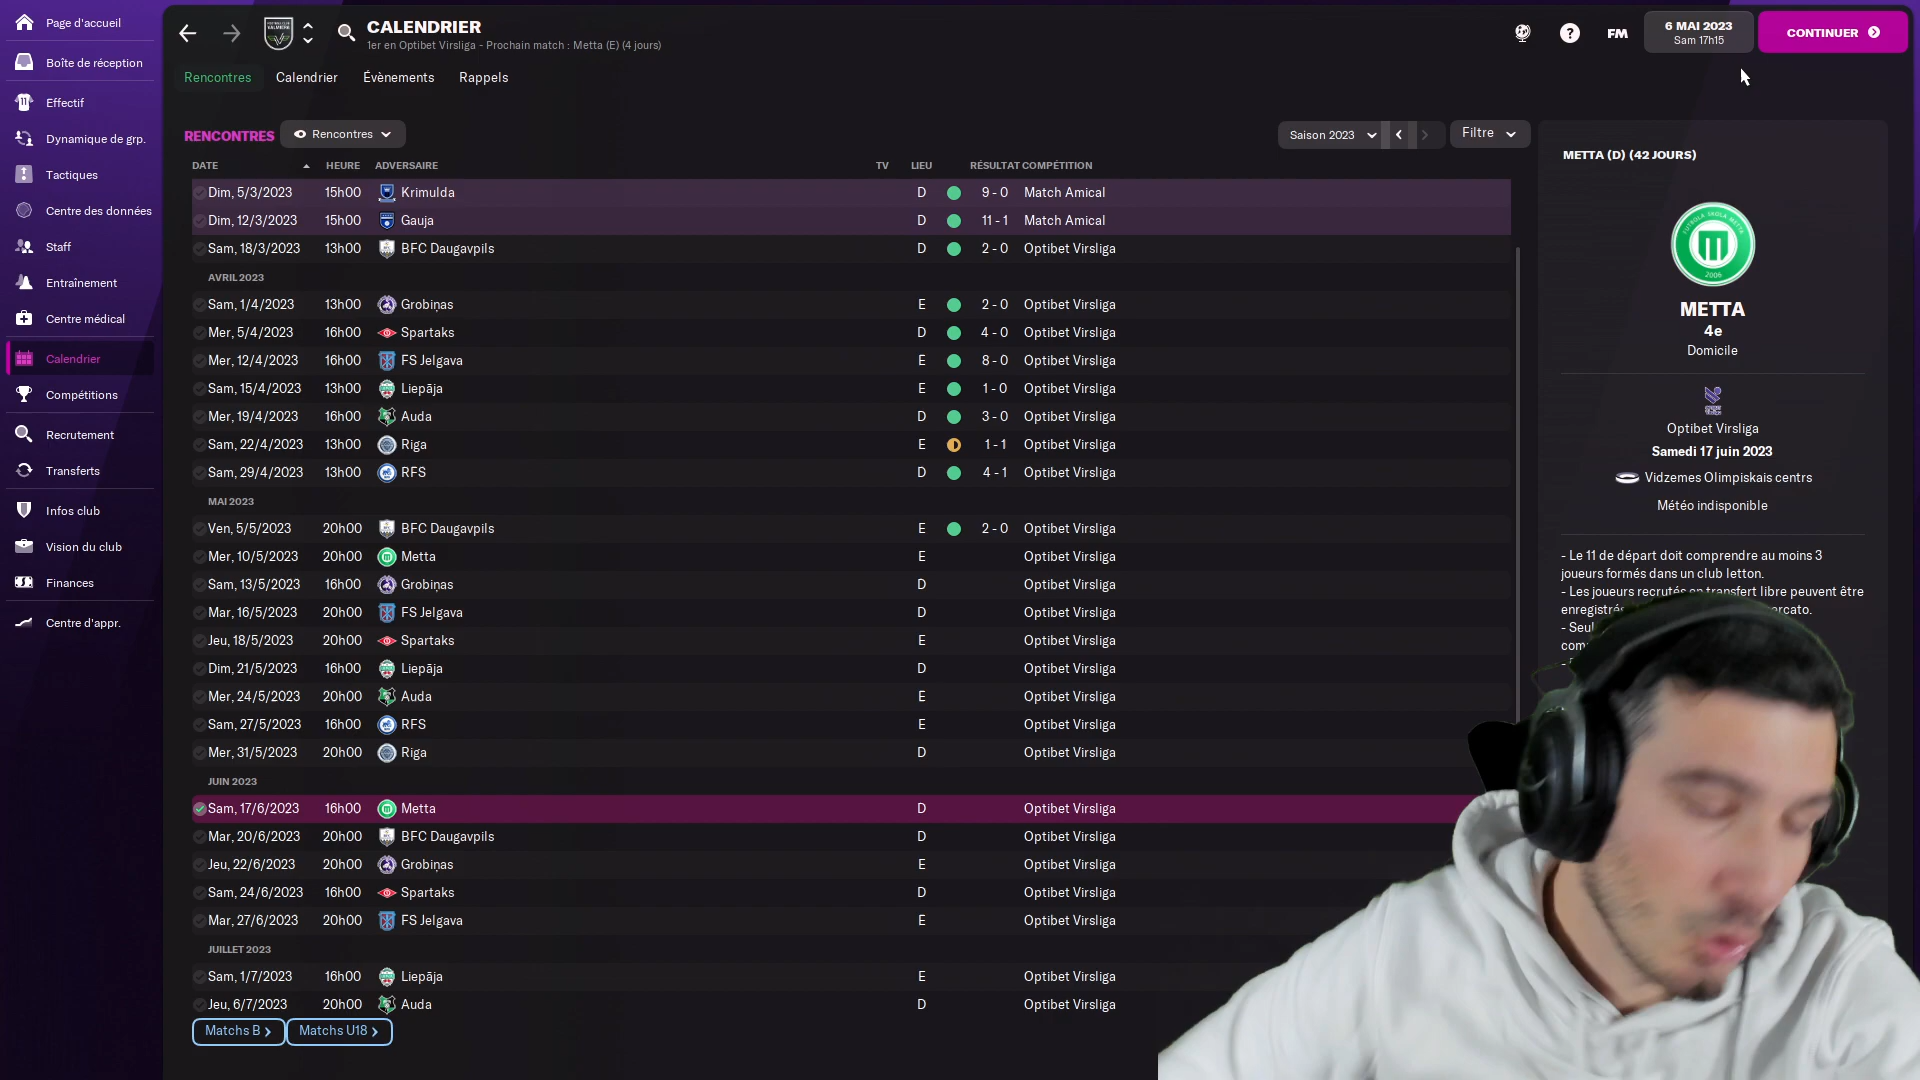 Page d'accueil
Boîte de réception
Effectif
Dynamique de grp.
Tactiques
Centre des données
Staff
Entraînement
Centre médical
Calendrier
Compétitions
Recrutement
Transferts
Infos club
Vision du club
Finances
Centre d'appr.
CALENDRIER
1er en Optibet Virsliga - Prochain match : Metta (E) (4 jours)
FM
6 MAI 2023
Sam 17h15
CONTINUER
Rencontres Calendrier Évènements Rappels
RENCONTRES Rencontres Saison 2023 Filtre
DATE HEURE ADVERSAIRE TV LIEU RÉSULTAT COMPÉTITION
Dim, 5/3/2023 15h00 Krimulda D 9 - 0 Match Amical
Dim, 12/3/2023 15h00 Gauja D 11 - 1 Match Amical
Sam, 18/3/2023 13h00 BFC Daugavpils D 2 - 0 Optibet Virsliga
AVRIL 2023
Sam, 1/4/2023 13h00 Grobiņas E 2 - 0 Optibet Virsliga
Mer, 5/4/2023 16h00 Spartaks D 4 - 0 Optibet Virsliga
Mer, 12/4/2023 16h00 FS Jelgava E 8 - 0 Optibet Virsliga
Sam, 15/4/2023 13h00 Liepāja E 1 - 0 Optibet Virsliga
Mer, 19/4/2023 16h00 Auda D 3 - 0 Optibet Virsliga
Sam, 22/4/2023 13h00 Riga E 1 - 1 Optibet Virsliga
Sam, 29/4/2023 13h00 RFS D 4 - 1 Optibet Virsliga
MAI 2023
Ven, 5/5/2023 20h00 BFC Daugavpils E 2 - 0 Optibet Virsliga
Mer, 10/5/2023 20h00 Metta E Optibet Virsliga
Sam, 13/5/2023 16h00 Grobiņas D Optibet Virsliga
Mar, 16/5/2023 20h00 FS Jelgava D Optibet Virsliga
Jeu, 18/5/2023 20h00 Spartaks E Optibet Virsliga
Dim, 21/5/2023 16h00 Liepāja D Optibet Virsliga
Mer, 24/5/2023 20h00 Auda E Optibet Virsliga
Sam, 27/5/2023 16h00 RFS E Optibet Virsliga
Mer, 31/5/2023 20h00 Riga D Optibet Virsliga
JUIN 2023
Sam, 17/6/2023 16h00 Metta D Optibet Virsliga
Mar, 20/6/2023 20h00 BFC Daugavpils D Optibet Virsliga
Jeu, 22/6/2023 20h00 Grobiņas E Optibet Virsliga
Sam, 24/6/2023 16h00 Spartaks D Optibet Virsliga
Mar, 27/6/2023 20h00 FS Jelgava E Optibet Virsliga
JUILLET 2023
Sam, 1/7/2023 16h00 Liepāja E Optibet Virsliga
Jeu, 6/7/2023 20h00 Auda D Optibet Virsliga
Matchs B Matchs U18
METTA (D) (42 JOURS)
METTA
4e
Domicile
Optibet Virsliga
Samedi 17 juin 2023
Vidzemes Olimpiskais centrs
Météo indisponible
- Le 11 de départ doit comprendre au moins 3
joueurs formés dans un club letton.
- Les joueurs recrutés en transfert libre peuvent être